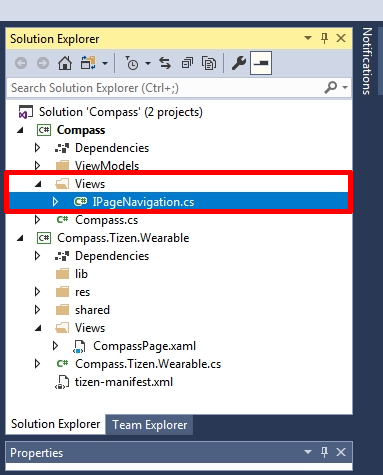 Solution Explorer
Notifications
Search Solution Explorer (Ctrl+;)
Solution 'Compass' (2 projects)
C# Compass
Dependencies
ViewModels
Views
C# IPageNavigation.cs
C# Compass.cs
C# Compass.Tizen.Wearable
Dependencies
lib
res
shared
Views
CompassPage.xaml
C# Compass.Tizen.Wearable.cs
tizen-manifest.xml
Solution Explorer Team Explorer
Properties